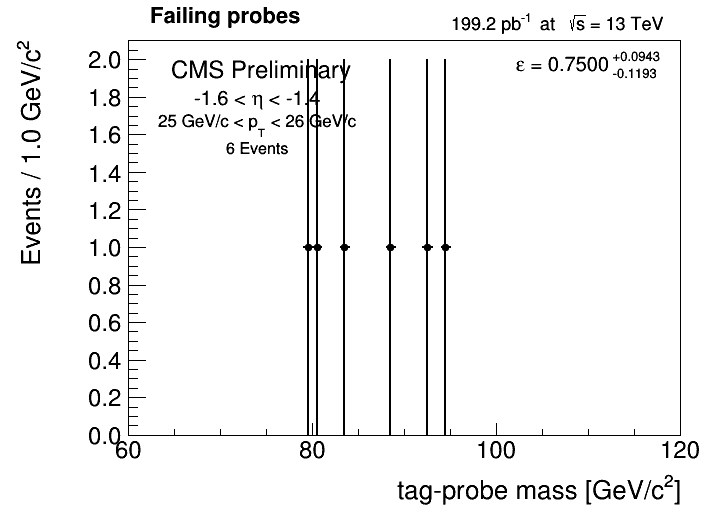 Failing probes
199.2 pb⁻¹ at √s = 13 TeV
CMS Preliminary
ε = 0.7500 +0.0943 -0.1193
-1.6 < η < -1.4
25 GeV/c < p_T < 26 GeV/c
6 Events
Events / 1.0 GeV/c²
2.0
1.8
1.6
1.4
1.2
1.0
0.8
0.6
0.4
0.2
0.0
60 80 100 120
tag-probe mass [GeV/c²]